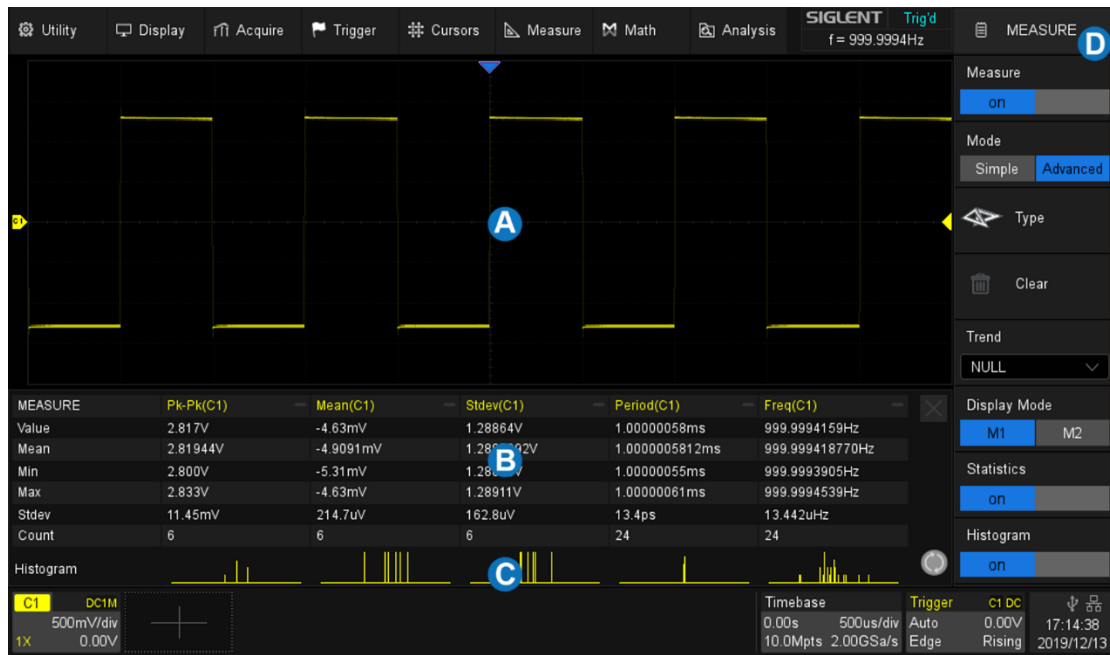 Utility Display Acquire Trigger Cursors Measure Math Analysis
SIGLENT Trig'd
f = 999.9994Hz
MEASURE
D
Measure
on
Mode
Simple Advanced
Type
Clear
Trend
NULL
Display Mode
M1 M2
Statistics
on
Histogram
on
C1
A
MEASURE Pk-Pk(C1) Mean(C1) Stdev(C1) Period(C1) Freq(C1)
Value 2.817V -4.63mV 1.28864V 1.00000058ms 999.9994159Hz
Mean 2.81944V -4.9091mV 1.0000005812ms 999.999418770Hz
B
Min 2.800V -5.31mV 1.00000055ms 999.9993905Hz
Max 2.833V -4.63mV 1.28911V 1.00000061ms 999.9994539Hz
Stdev 11.45mV 214.7uV 162.8uV 13.4ps 13.442uHz
Count 6 6 6 24 24
Histogram
C
C1 DC1M
500mV/div
1X 0.00V
Timebase
0.00s 500us/div
10.0Mpts 2.00GSa/s
Trigger C1 DC
Auto 0.00V
Edge Rising
17:14:38
2019/12/13